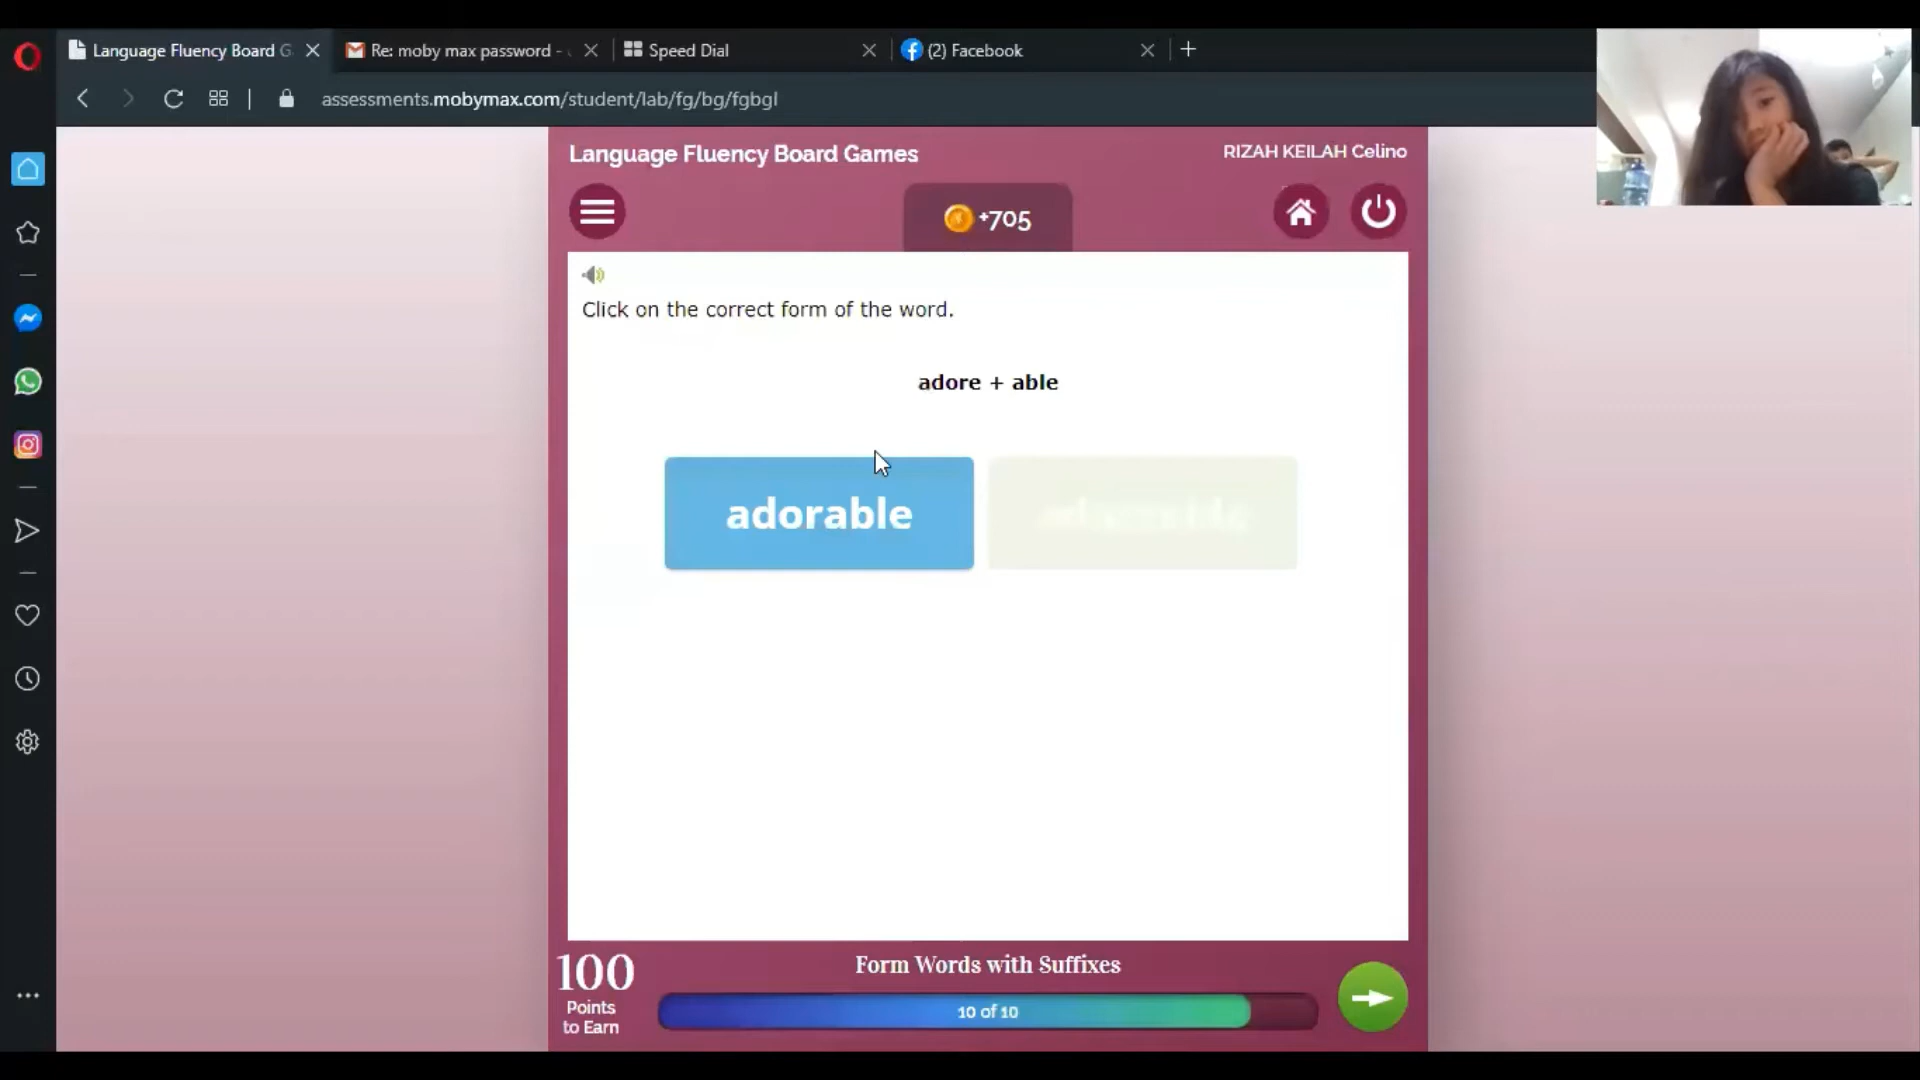 Language Fluency Board G
Re: moby max password -
Speed Dial
(2) Facebook
assessments.mobymax.com/student/lab/fg/bg/fgbgl
Language Fluency Board Games
RIZAH KEILAH Celino
+705
Click on the correct form of the word.
adore + able
adorable
100
Points
to Earn
Form Words with Suffixes
10 of 10